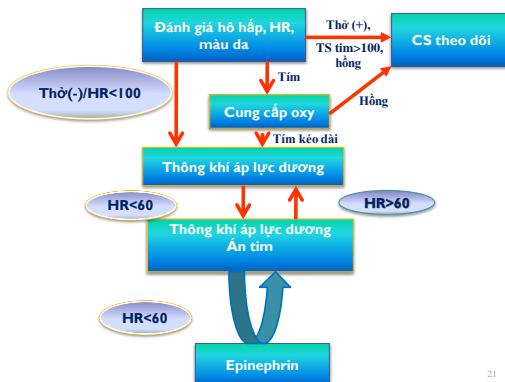 Đánh giá hô hấp, HR,
màu da
Thở (+),
TS tim>100,
hồng
CS theo dõi
Thở(-)/HR<100
Tím
Cung cấp oxy
Hồng
Tím kéo dài
Thông khí áp lực dương
HR<60
HR>60
Thông khí áp lực dương
Ấn tim
HR<60
Epinephrin
21